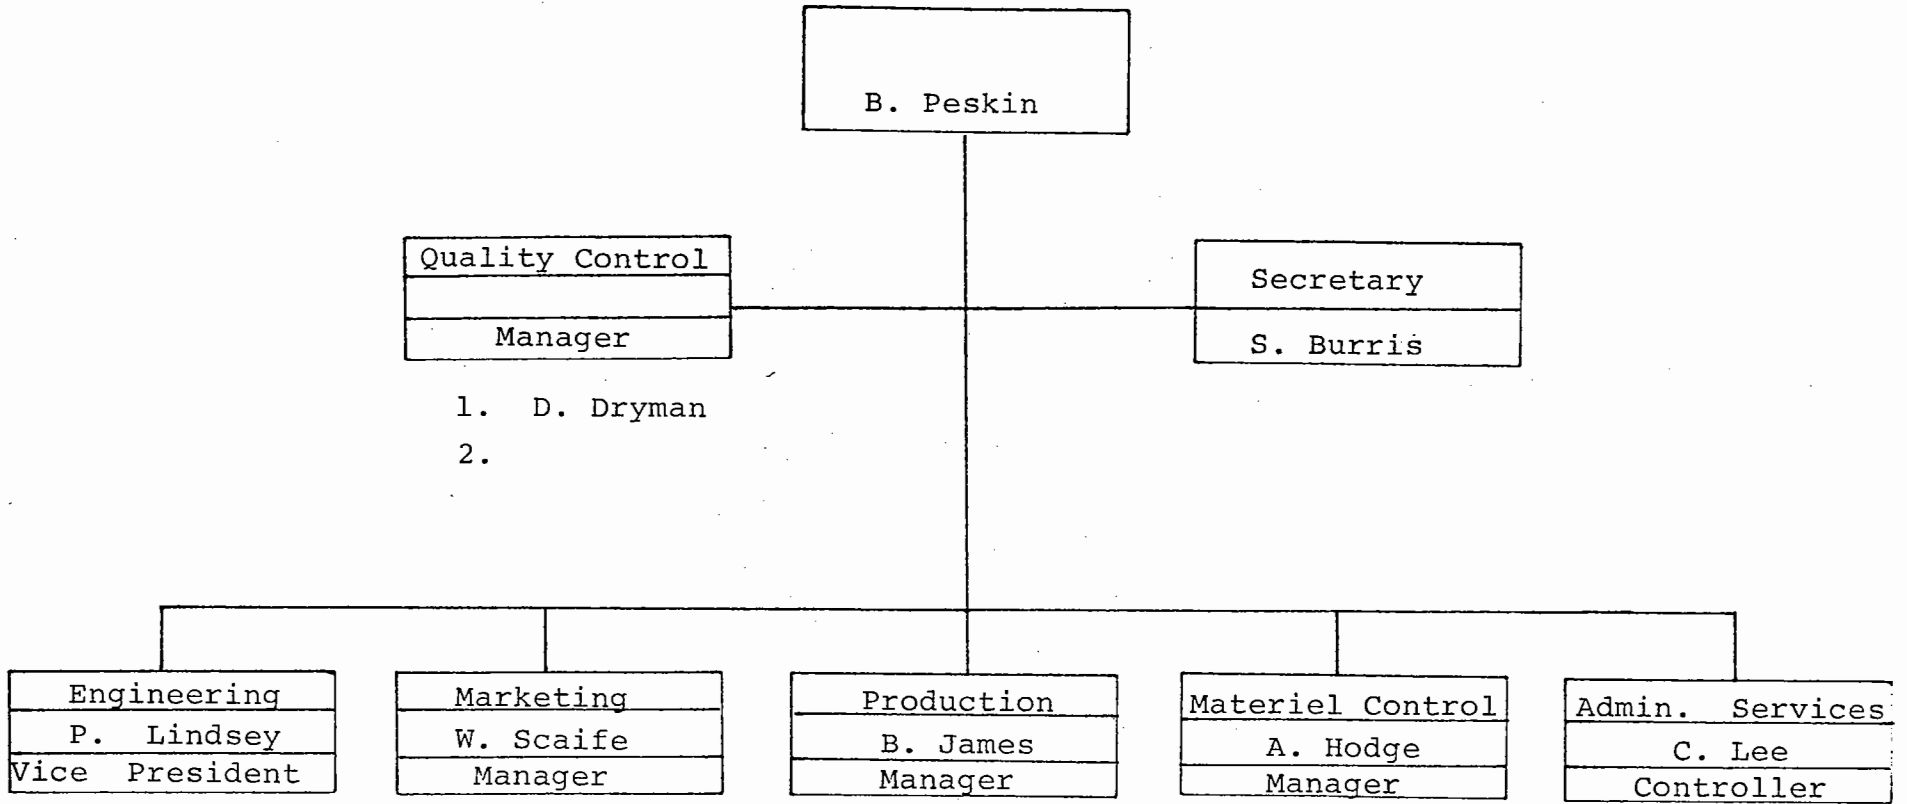 B. Peskin
Quality Control
Manager
Secretary
S. Burris
1. D. Dryman
2.
Engineering
P. Lindsey
Vice President
Marketing
W. Scaife
Manager
Production
B. James
Manager
Materiel Control
A. Hodge
Manager
Admin. Services
C. Lee
Controller